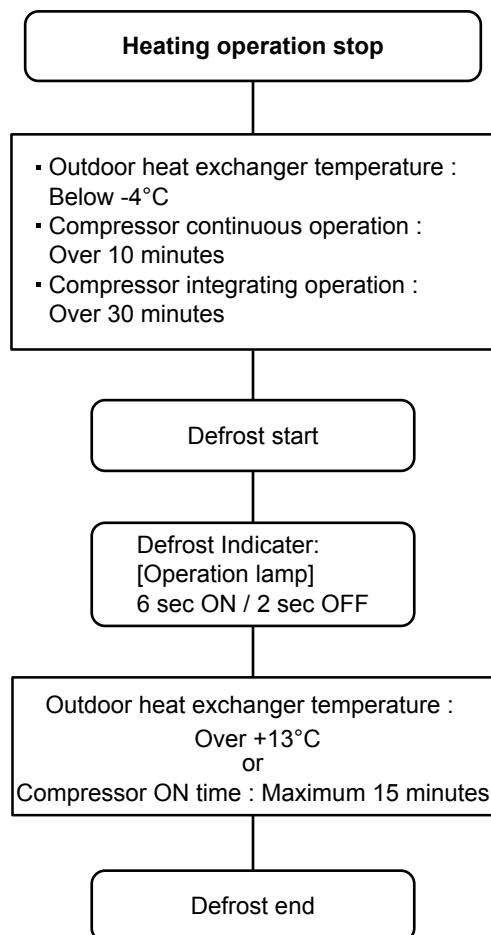 Heating operation stop
▪ Outdoor heat exchanger temperature :
Below -4°C
▪ Compressor continuous operation :
Over 10 minutes
▪ Compressor integrating operation :
Over 30 minutes
Defrost start
Defrost Indicater:
[Operation lamp]
6 sec ON / 2 sec OFF
Outdoor heat exchanger temperature :
Over +13°C
or
Compressor ON time : Maximum 15 minutes
Defrost end